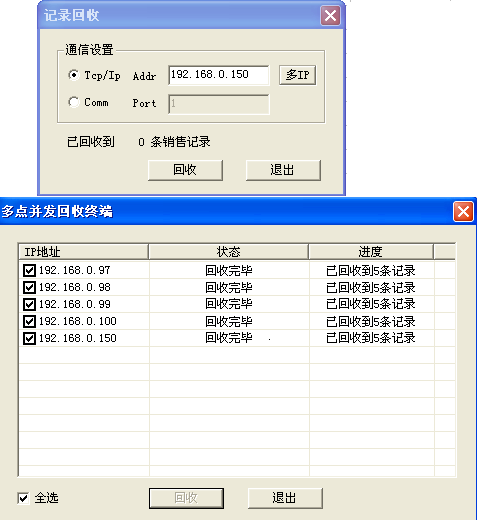 记录回收
通信设置
Tcp/Ip Addr 192.168.0.150 多IP
Comm Port 1
已回收到 0 条销售记录
回收 退出
多点并发回收终端
IP地址 状态 进度
192.168.0.97 回收完毕 已回收到5条记录
192.168.0.98 回收完毕 已回收到5条记录
192.168.0.99 回收完毕 已回收到5条记录
192.168.0.100 回收完毕 已回收到5条记录
192.168.0.150 回收完毕 已回收到5条记录
全选 回收 退出